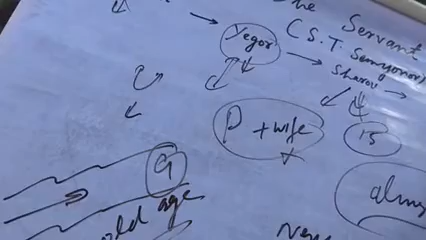 The Servant
(S.T. Semyonov)
Yegor
Sharov
P + wife
15
9
old age